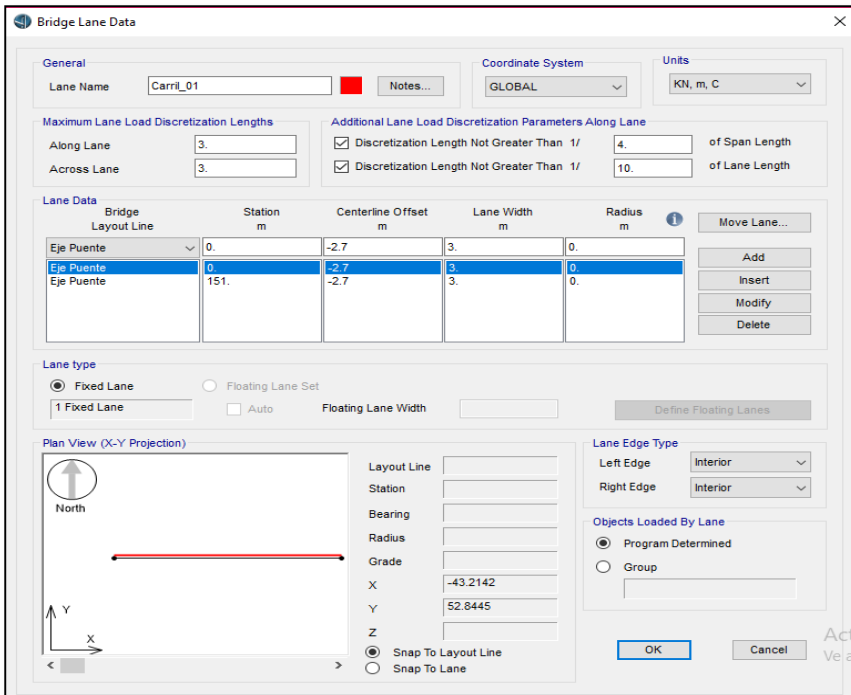 Bridge Lane Data
General
Lane Name Carril_01 Notes...
Coordinate System
GLOBAL
Units
KN, m, C
Maximum Lane Load Discretization Lengths
Along Lane 3.
Across Lane 3.
Additional Lane Load Discretization Parameters Along Lane
Discretization Length Not Greater Than 1/ 4. of Span Length
Discretization Length Not Greater Than 1/ 10. of Lane Length
Lane Data
Bridge Layout Line Station m Centerline Offset m Lane Width m Radius m
Eje Puente 0. -2.7 3. 0.
Eje Puente 0. -2.7 3. 0.
Eje Puente 151. -2.7 3. 0.
Move Lane...
Add
Insert
Modify
Delete
Lane type
Fixed Lane Floating Lane Set
1 Fixed Lane Auto Floating Lane Width Define Floating Lanes
Plan View (X-Y Projection)
North
Y
X
Layout Line
Station
Bearing
Radius
Grade
X -43.2142
Y 52.8445
Z
Snap To Layout Line
Snap To Lane
Lane Edge Type
Left Edge Interior
Right Edge Interior
Objects Loaded By Lane
Program Determined
Group
OK Cancel
Act
Ve a